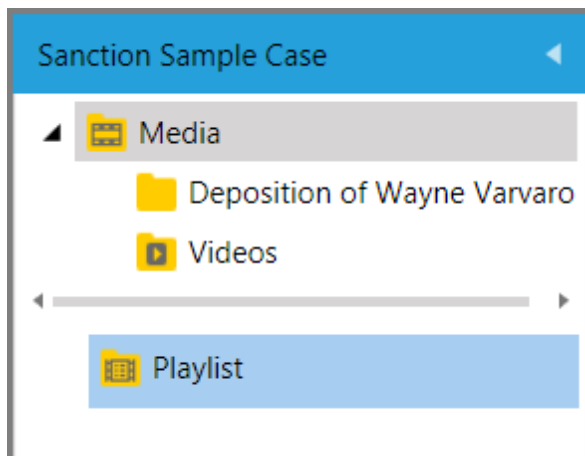 Sanction Sample Case
Media
Deposition of Wayne Varvaro
Videos
Playlist